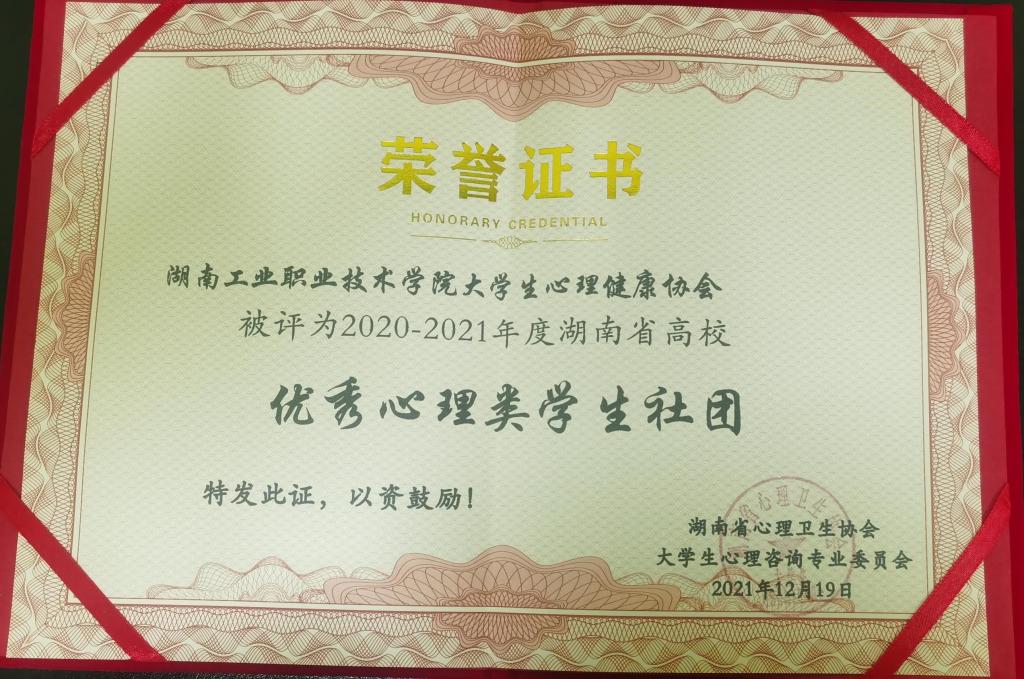 荣誉证书
HONORARY CREDENTIAL
湖南工业职业技术学院大学生心理健康协会
被评为2020-2021年度湖南省高校
优秀心理类学生社团
特发此证，以资鼓励！
湖南省心理卫生协会
大学生心理咨询专业委员会
2021年12月19日